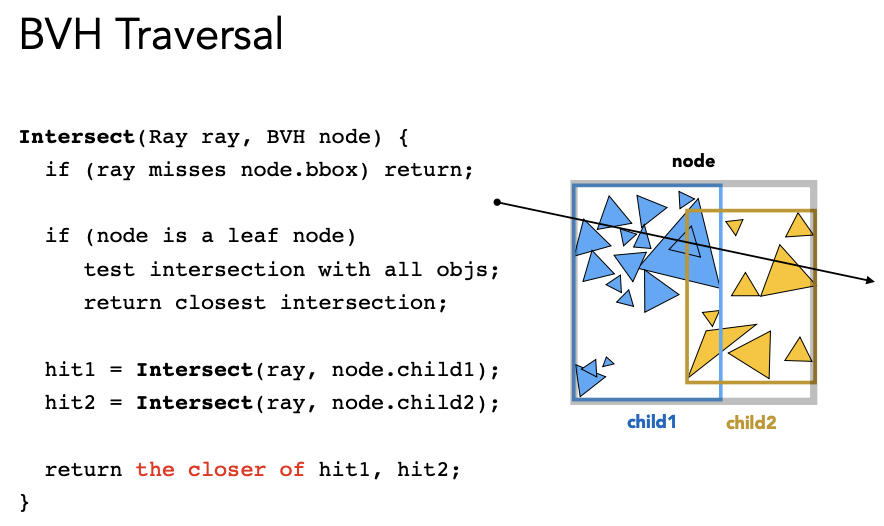 BVH Traversal
Intersect(Ray ray, BVH node) {
if (ray misses node.bbox) return;
if (node is a leaf node)
test intersection with all objs;
return closest intersection;
hit1 = Intersect(ray, node.child1);
hit2 = Intersect(ray, node.child2);
return the closer of hit1, hit2;
}
node
child1
child2